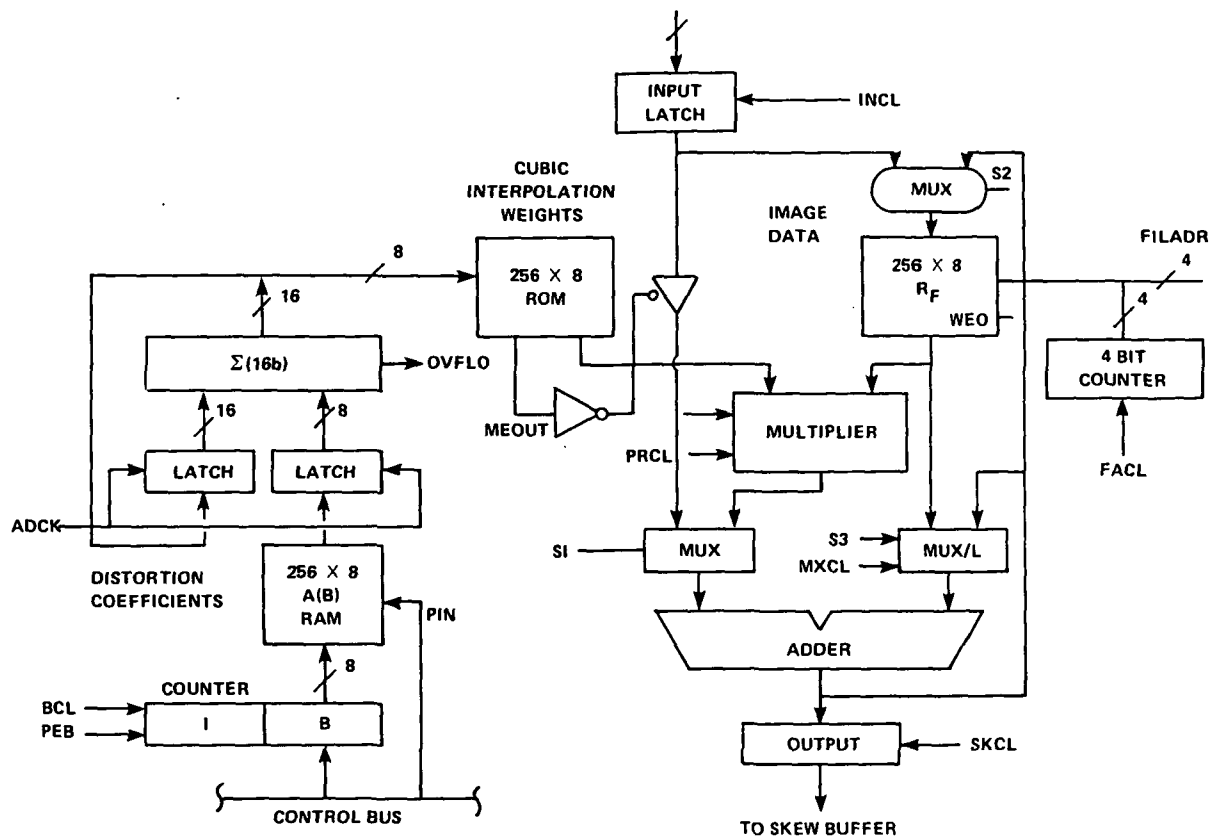 INPUT
LATCH
INCL
CUBIC
INTERPOLATION
WEIGHTS
MUX
S2
IMAGE
DATA
FILADR
8
4
256 X 8
ROM
256 X 8
RF
WEO
16
4
4 BIT
COUNTER
Σ(16b)
OVFLO
16
8
MEOUT
MULTIPLIER
PRCL
FACL
LATCH
LATCH
ADCK
SI
MUX
S3
MXCL
MUX/L
DISTORTION
COEFFICIENTS
256 X 8
A(B)
RAM
PIN
ADDER
8
COUNTER
BCL
PEB
I
B
OUTPUT
SKCL
CONTROL BUS
TO SKEW BUFFER